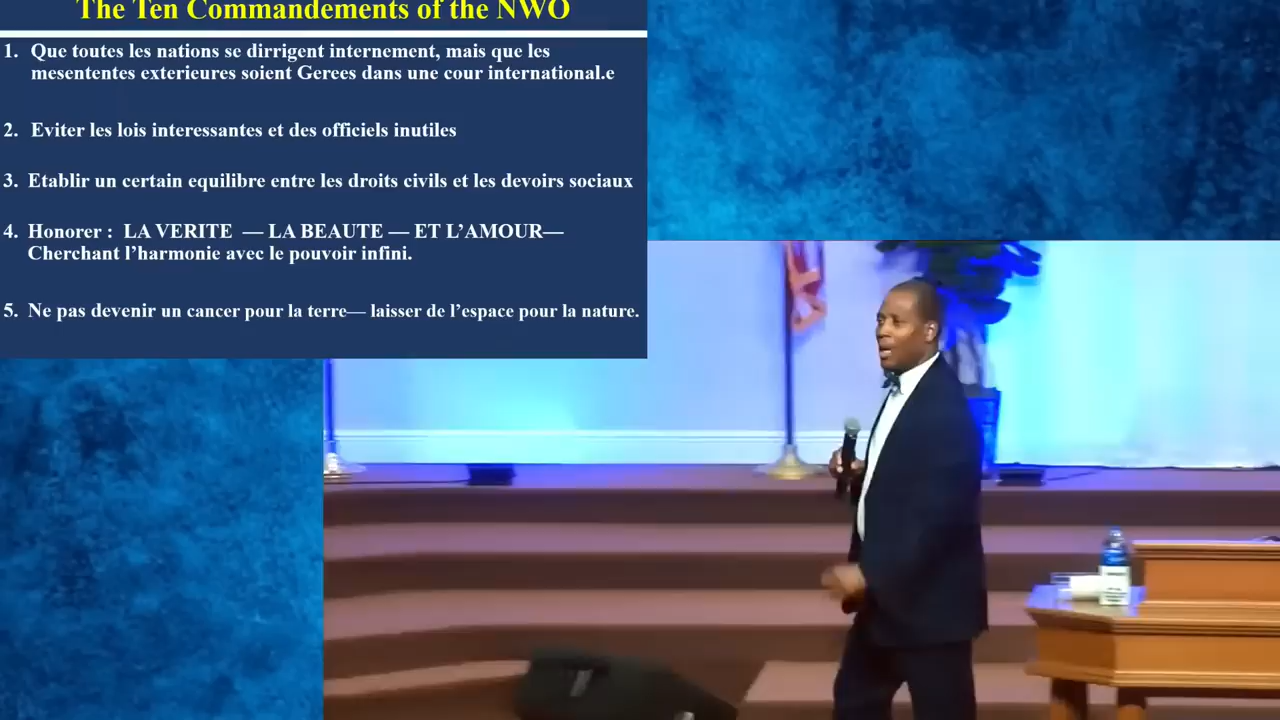 The Ten Commandements of the NWO
1. Que toutes les nations se dirrigent internement, mais que les
mesententes exterieures soient Gerees dans une cour international.e
2. Eviter les lois interessantes et des officiels inutiles
3. Etablir un certain equilibre entre les droits civils et les devoirs sociaux
4. Honorer : LA VERITE — LA BEAUTE — ET L’AMOUR—
Cherchant l’harmonie avec le pouvoir infini.
5. Ne pas devenir un cancer pour la terre— laisser de l’espace pour la nature.